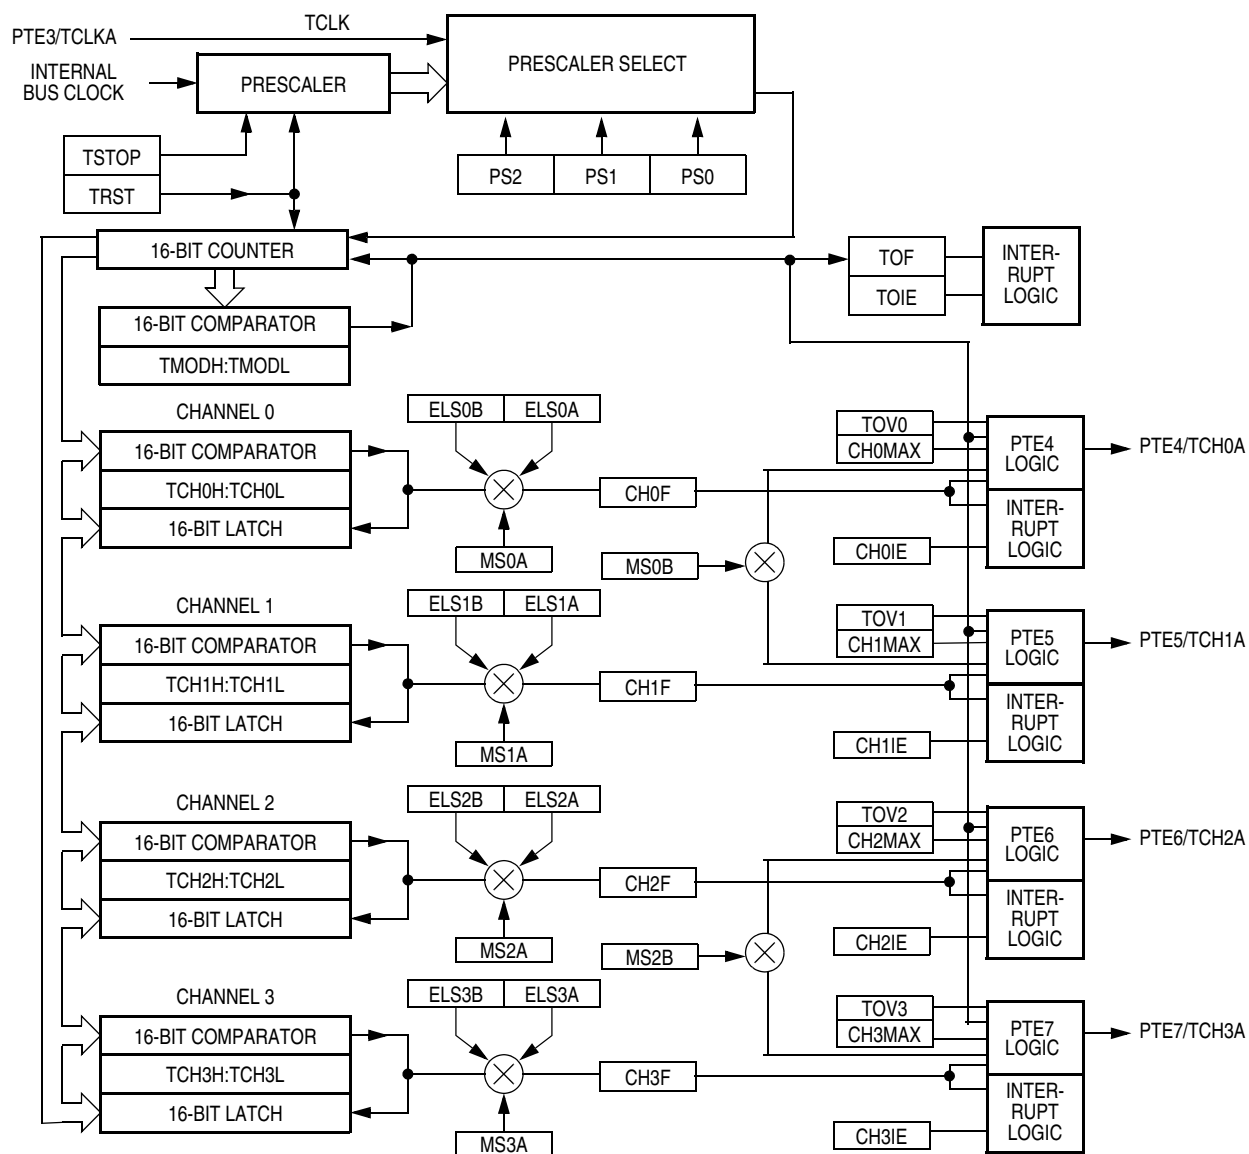 TCLK
PTE3/TCLKA
PRESCALER SELECT
INTERNAL
BUS CLOCK
PRESCALER
TSTOP
TRST
PS2 PS1 PS0
16-BIT COUNTER
TOF
TOIE
INTER-
RUPT
LOGIC
16-BIT COMPARATOR
TMODH:TMODL
CHANNEL 0
ELS0B ELS0A
TOV0
CH0MAX
PTE4
LOGIC
PTE4/TCH0A
16-BIT COMPARATOR
TCH0H:TCH0L
16-BIT LATCH
CH0F
INTER-
RUPT
LOGIC
MS0A
MS0B
CH0IE
CHANNEL 1
ELS1B ELS1A
TOV1
CH1MAX
PTE5
LOGIC
PTE5/TCH1A
16-BIT COMPARATOR
TCH1H:TCH1L
16-BIT LATCH
CH1F
INTER-
RUPT
LOGIC
MS1A
CH1IE
CHANNEL 2
ELS2B ELS2A
TOV2
CH2MAX
PTE6
LOGIC
PTE6/TCH2A
16-BIT COMPARATOR
TCH2H:TCH2L
16-BIT LATCH
CH2F
INTER-
RUPT
LOGIC
MS2A
MS2B
CH2IE
CHANNEL 3
ELS3B ELS3A
TOV3
CH3MAX
PTE7
LOGIC
PTE7/TCH3A
16-BIT COMPARATOR
TCH3H:TCH3L
16-BIT LATCH
CH3F
INTER-
RUPT
LOGIC
MS3A
CH3IE